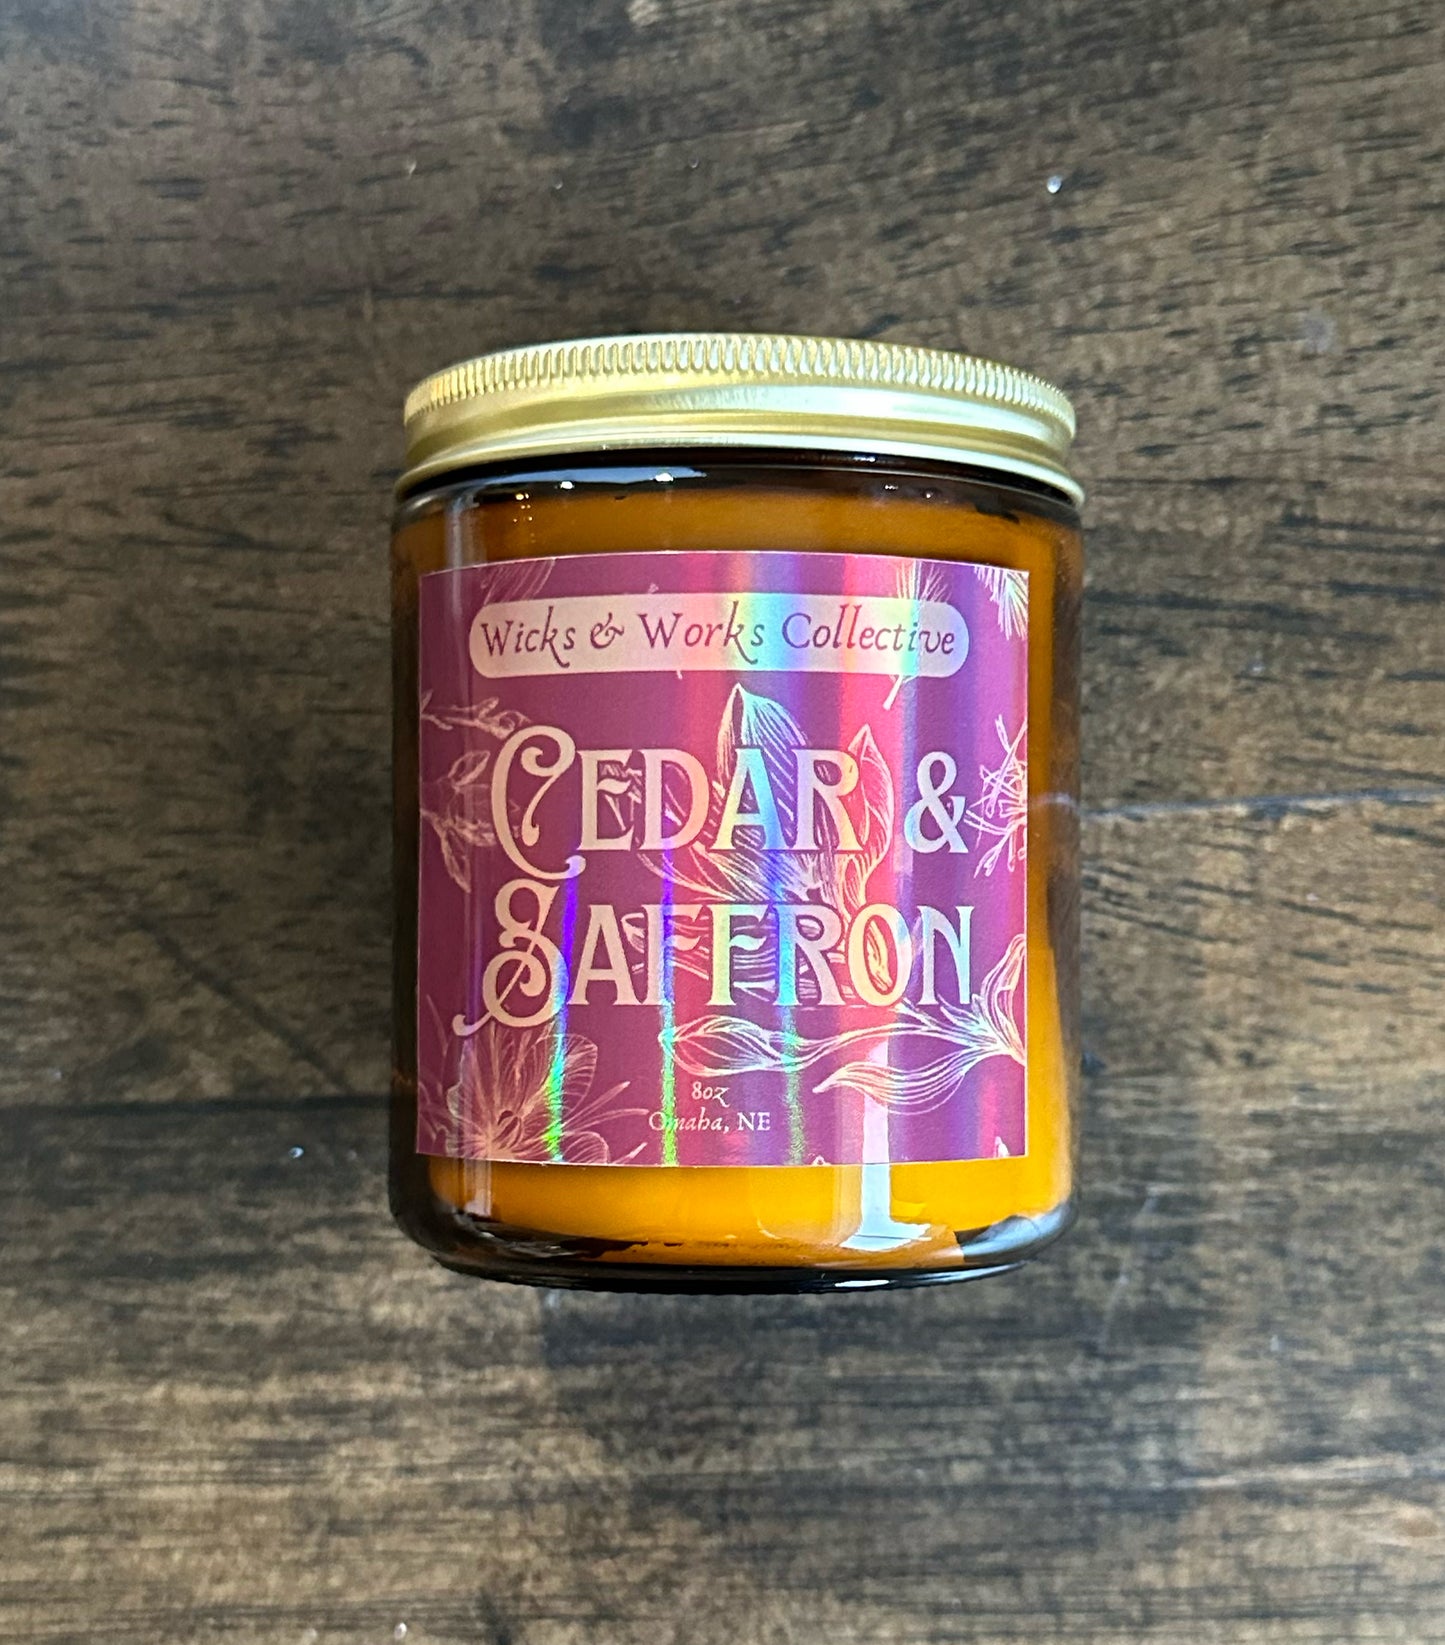 Wicks & Works Collective
Cedar &
Saffron
8oz
Omaha, NE